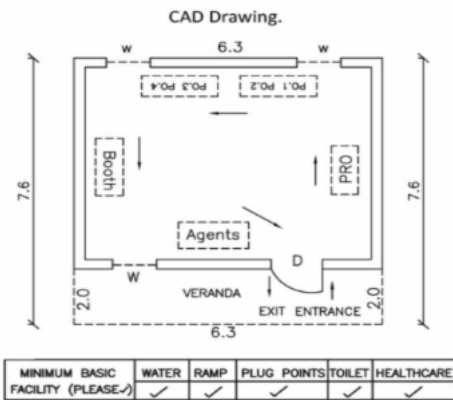 CAD Drawing.
W 6.3 W
PO.4 PO.3 PO.2 PO.1
7.6
Booth
PRO
7.6
Agents
D
W
2.0
VERANDA
EXIT ENTRANCE
2.0
6.3
MINIMUM BASIC FACILITY (PLEASE✓)
WATER RAMP PLUG POINTS TOILET HEALTHCARE
✓ ✓ ✓ ✓ ✓